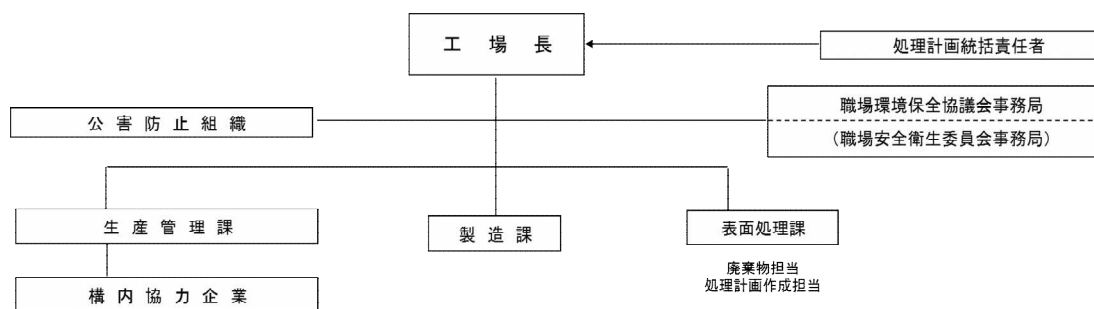 工場長
処理計画統括責任者
職場環境保全協議会事務局
公害防止組織
（職場安全衛生委員会事務局）
生産管理課
製造課
表面処理課
廃棄物担当
処理計画作成担当
構内協力企業